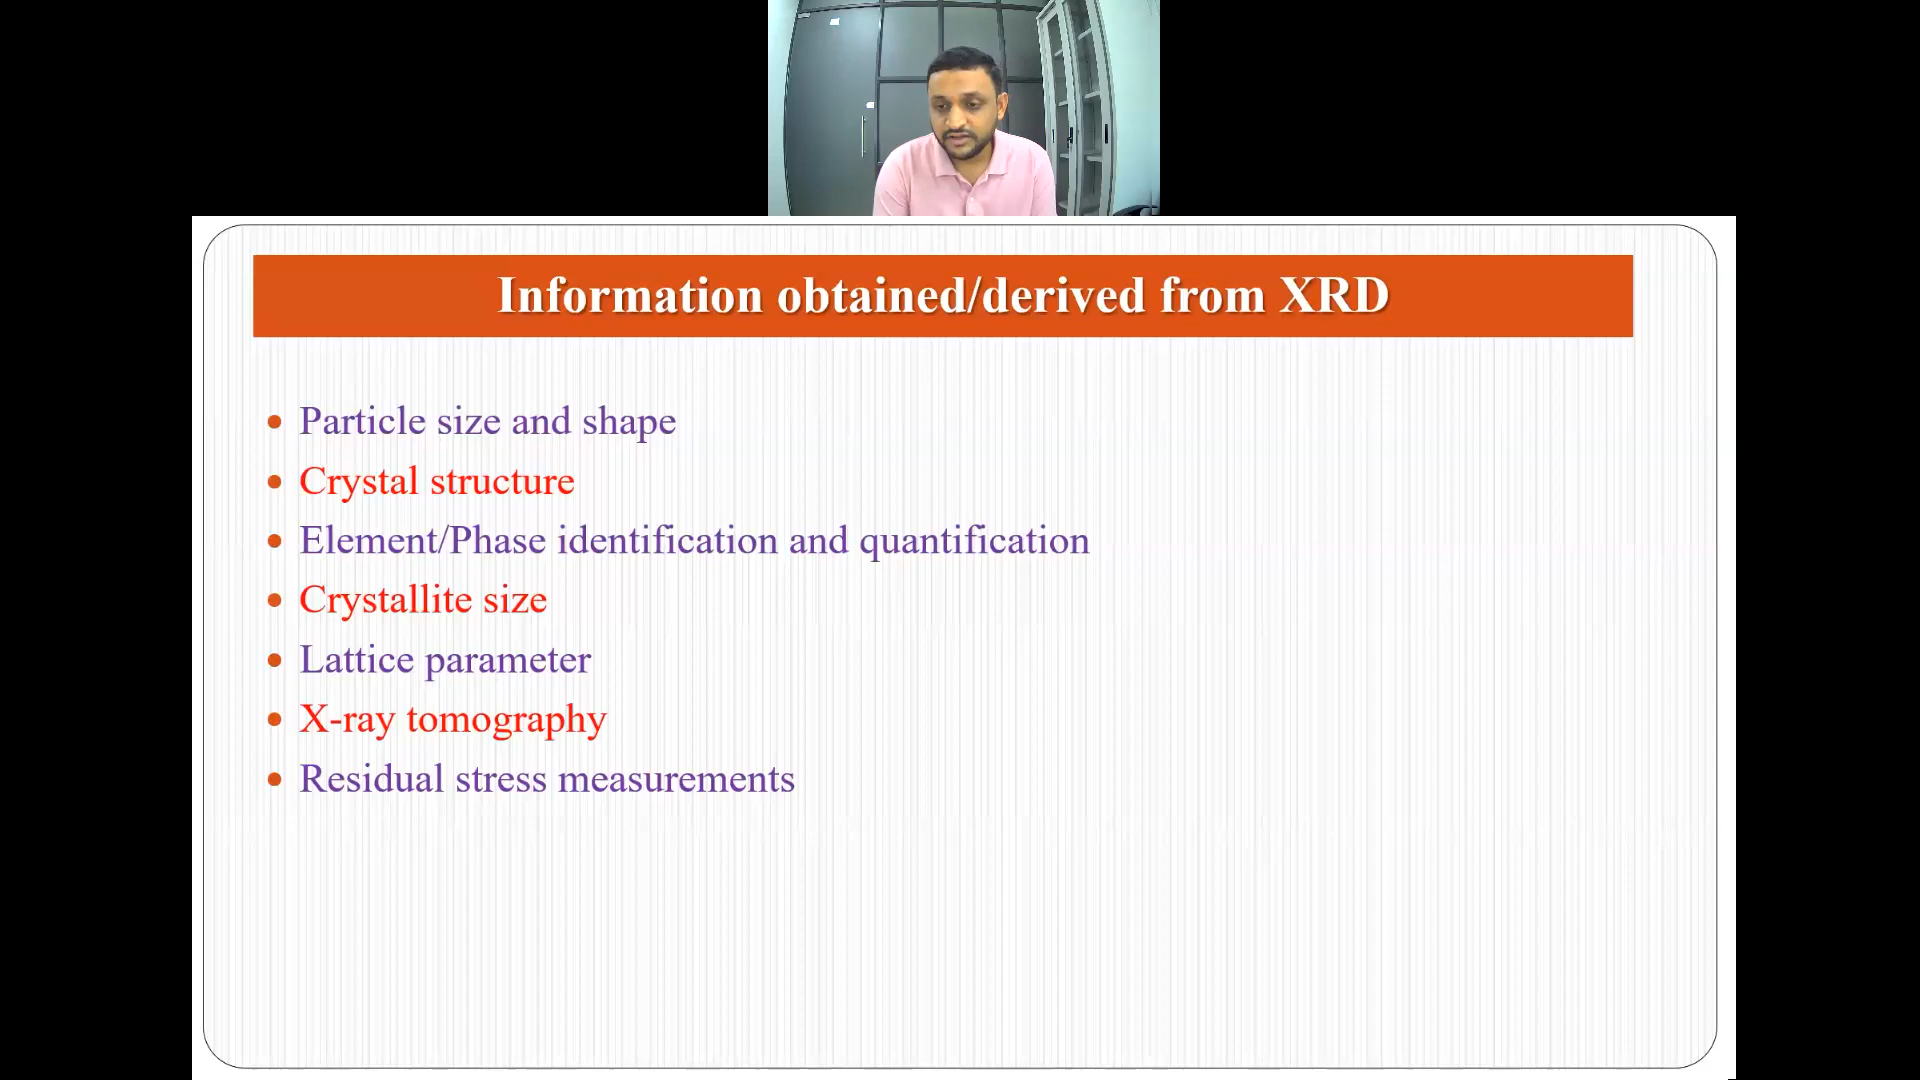 Information obtained/derived from XRD
• Particle size and shape
• Crystal structure
• Element/Phase identification and quantification
• Crystallite size
• Lattice parameter
• X-ray tomography
• Residual stress measurements